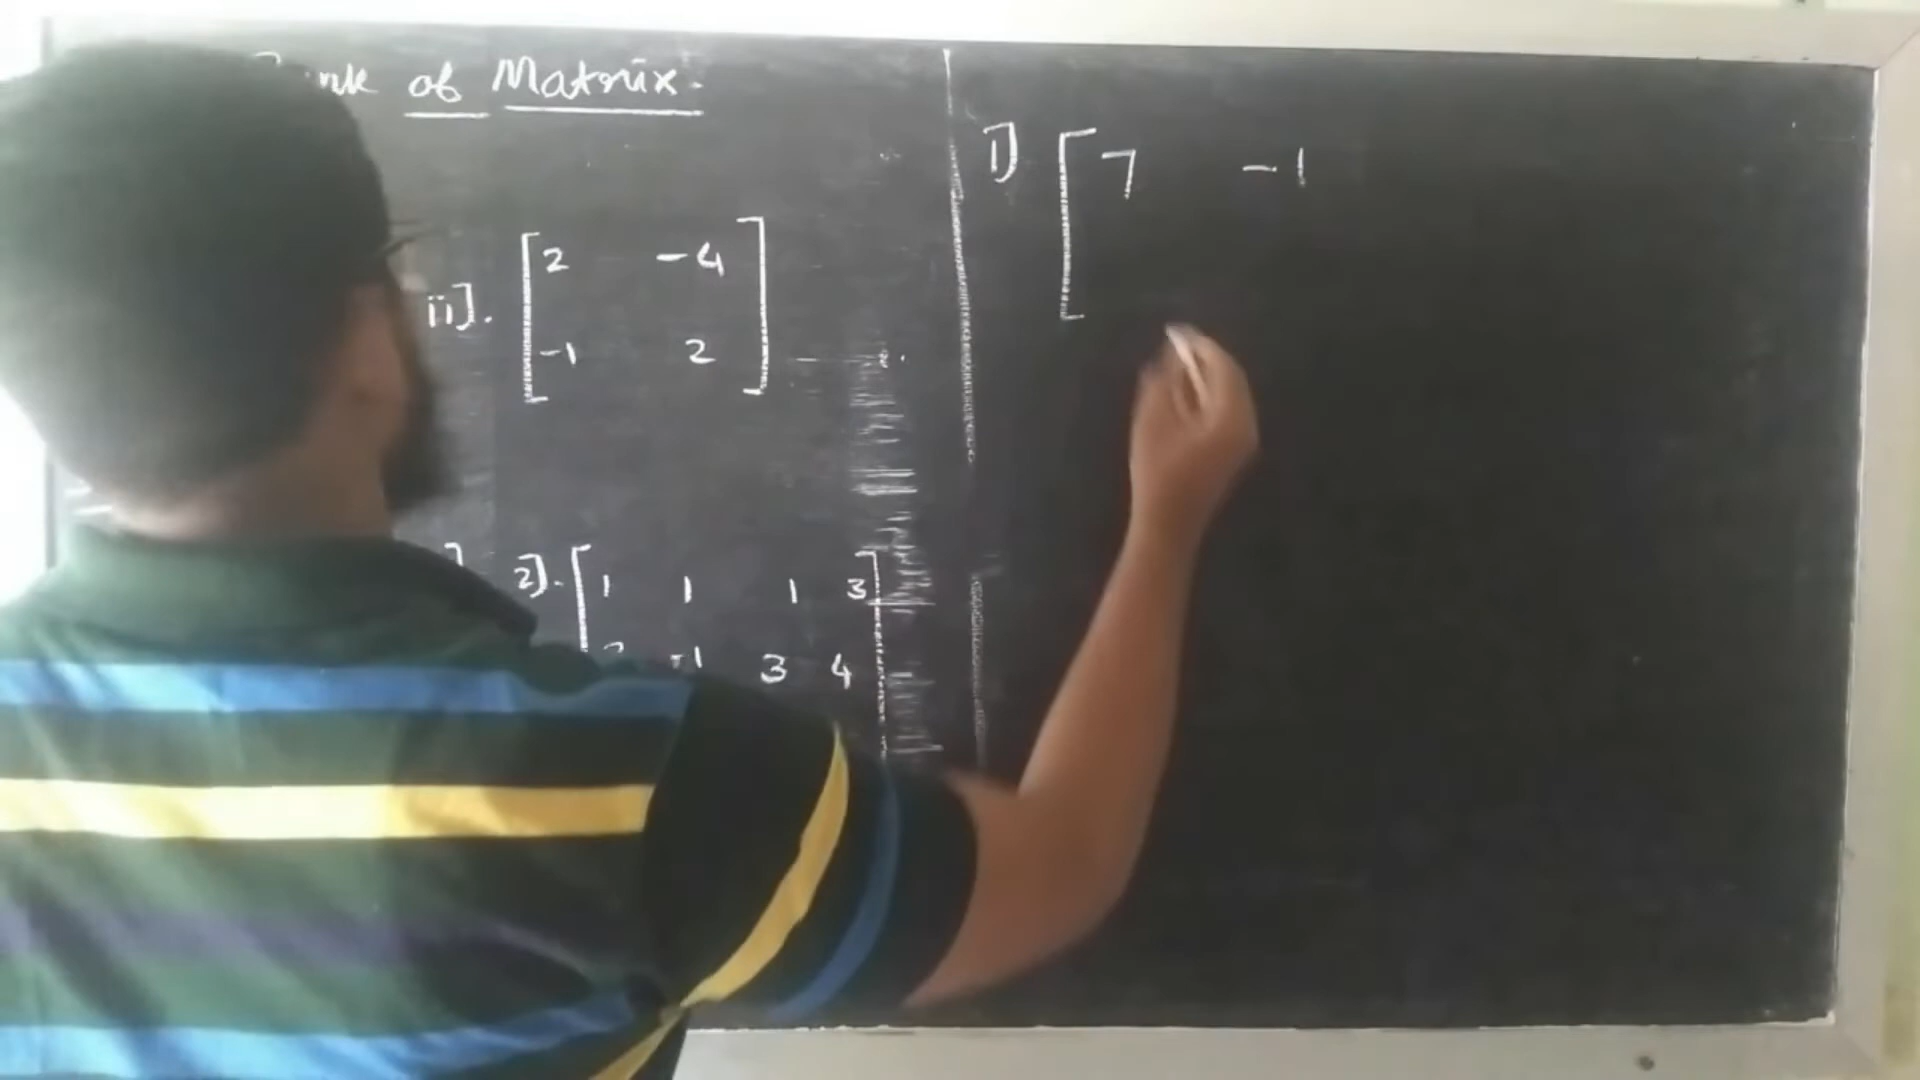 of Matrix.
ii]. [2 -4
-1 2]
2]. [1 1 1 3]
-1 3 4
i] [7 -1